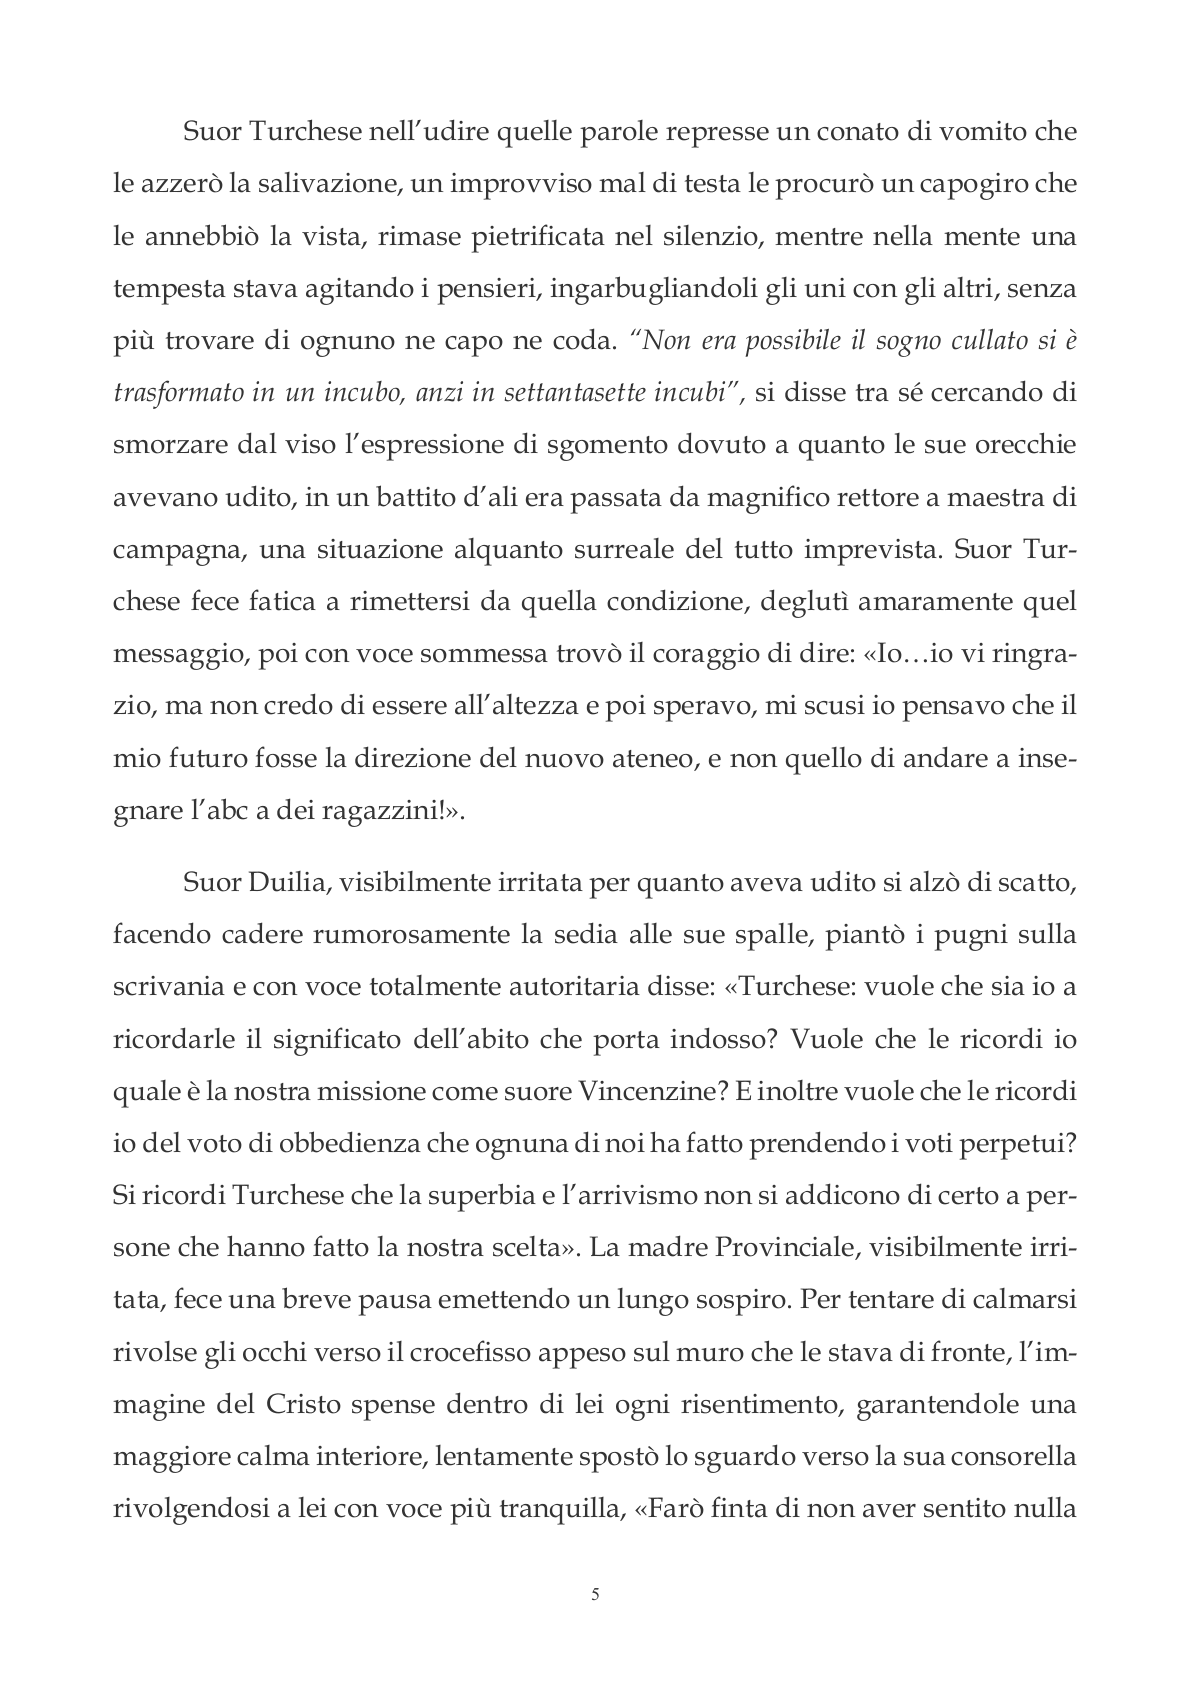 Suor Turchese nell’udire quelle parole represse un conato di vomito che
le azzerò la salivazione, un improvviso mal di testa le procurò un capogiro che
le annebbiò la vista, rimase pietrificata nel silenzio, mentre nella mente una
tempesta stava agitando i pensieri, ingarbugliandoli gli uni con gli altri, senza
più trovare di ognuno ne capo ne coda. “Non era possibile il sogno cullato si è
trasformato in un incubo, anzi in settantasette incubi”, si disse tra sé cercando di
smorzare dal viso l’espressione di sgomento dovuto a quanto le sue orecchie
avevano udito, in un battito d’ali era passata da magnifico rettore a maestra di
campagna, una situazione alquanto surreale del tutto imprevista. Suor Tur-
chese fece fatica a rimettersi da quella condizione, deglutì amaramente quel
messaggio, poi con voce sommessa trovò il coraggio di dire: «Io…io vi ringra-
zio, ma non credo di essere all’altezza e poi speravo, mi scusi io pensavo che il
mio futuro fosse la direzione del nuovo ateneo, e non quello di andare a inse-
gnare l’abc a dei ragazzini!».
Suor Duilia, visibilmente irritata per quanto aveva udito si alzò di scatto,
facendo cadere rumorosamente la sedia alle sue spalle, piantò i pugni sulla
scrivania e con voce totalmente autoritaria disse: «Turchese: vuole che sia io a
ricordarle il significato dell’abito che porta indosso? Vuole che le ricordi io
quale è la nostra missione come suore Vincenzine? E inoltre vuole che le ricordi
io del voto di obbedienza che ognuna di noi ha fatto prendendo i voti perpetui?
Si ricordi Turchese che la superbia e l’arrivismo non si addicono di certo a per-
sone che hanno fatto la nostra scelta». La madre Provinciale, visibilmente irri-
tata, fece una breve pausa emettendo un lungo sospiro. Per tentare di calmarsi
rivolse gli occhi verso il crocefisso appeso sul muro che le stava di fronte, l’im-
magine del Cristo spense dentro di lei ogni risentimento, garantendole una
maggiore calma interiore, lentamente spostò lo sguardo verso la sua consorella
rivolgendosi a lei con voce più tranquilla, «Farò finta di non aver sentito nulla
5